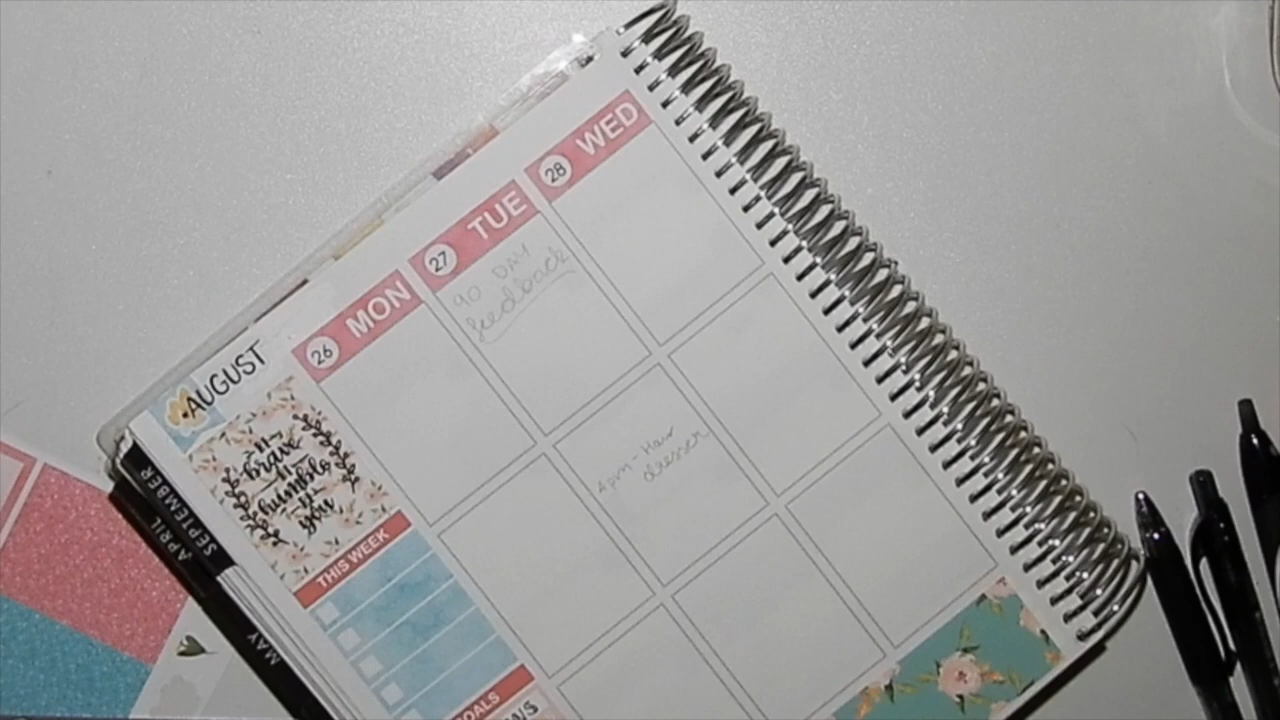 AUGUST
26 MON
27 TUE
28 WED
90 DAY
feedback
4pm - Hair
dresser
brave
humble
you
THIS WEEK
GOALS
SEPTEMBER
APRIL
MAY